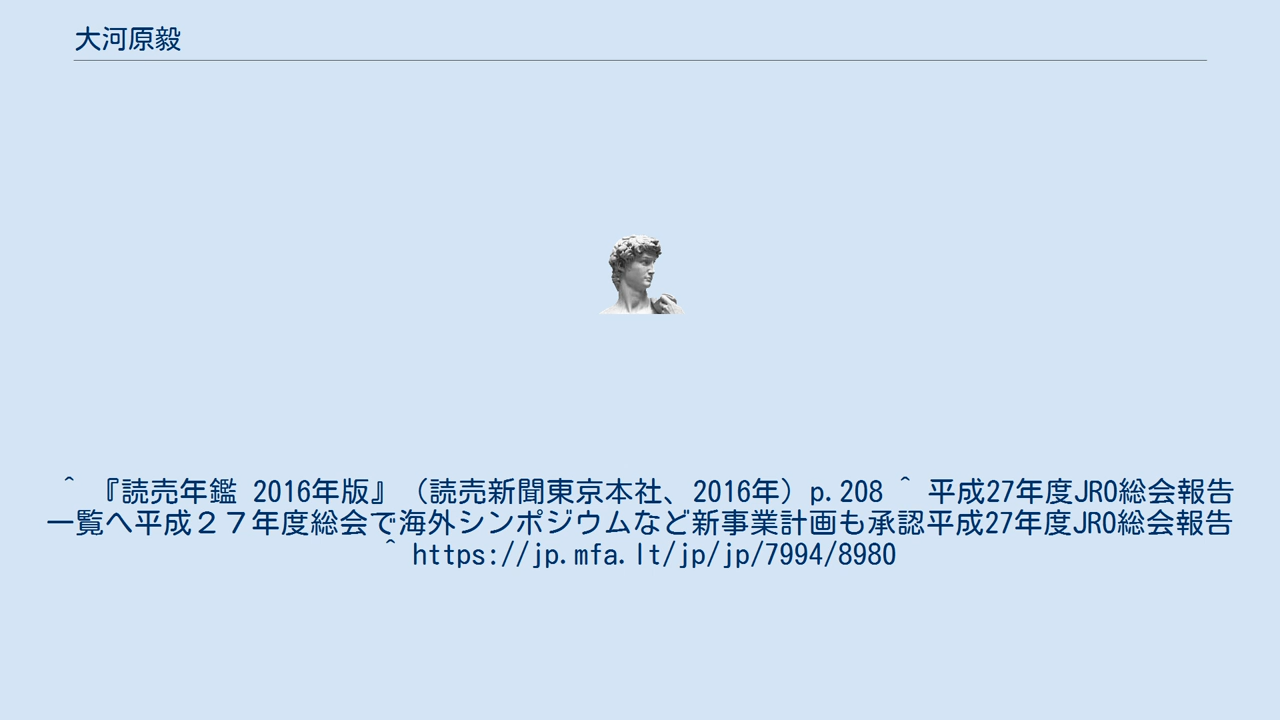 大河原毅
^ 『読売年鑑 2016年版』（読売新聞東京本社、2016年）p.208 ^ 平成27年度JRO総会報告
一覧へ平成２７年度総会で海外シンポジウムなど新事業計画も承認平成27年度JRO総会報告
^ https://jp.mfa.lt/jp/jp/7994/8980